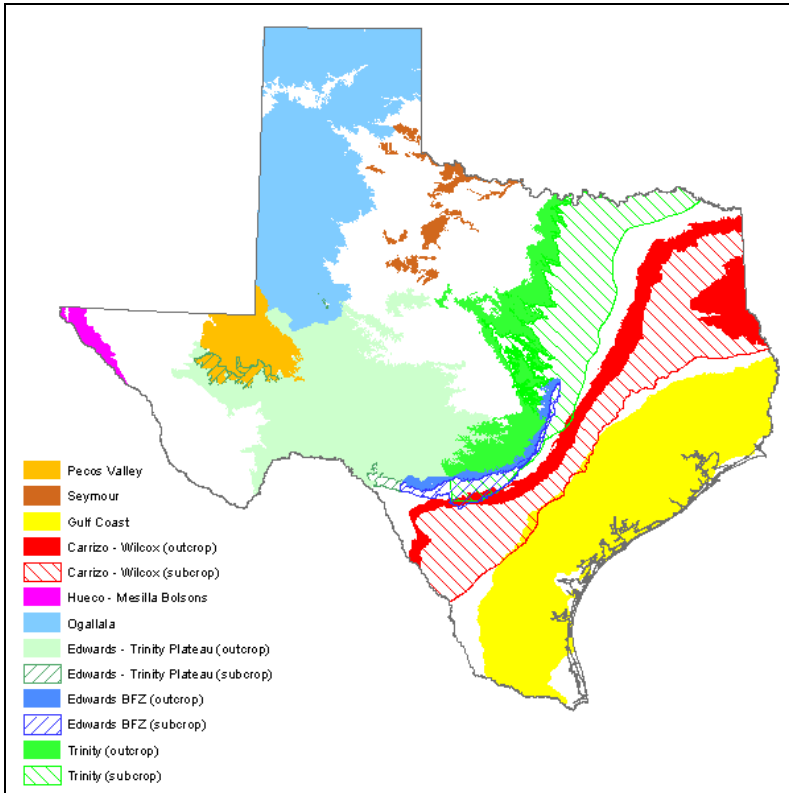 Pecos Valley
Seymour
Gulf Coast
Carrizo - Wilcox (outcrop)
Carrizo - Wilcox (subcrop)
Hueco - Mesilla Bolsons
Ogallala
Edwards - Trinity Plateau (outcrop)
Edwards - Trinity Plateau (subcrop)
Edwards BFZ (outcrop)
Edwards BFZ (subcrop)
Trinity (outcrop)
Trinity (subcrop)